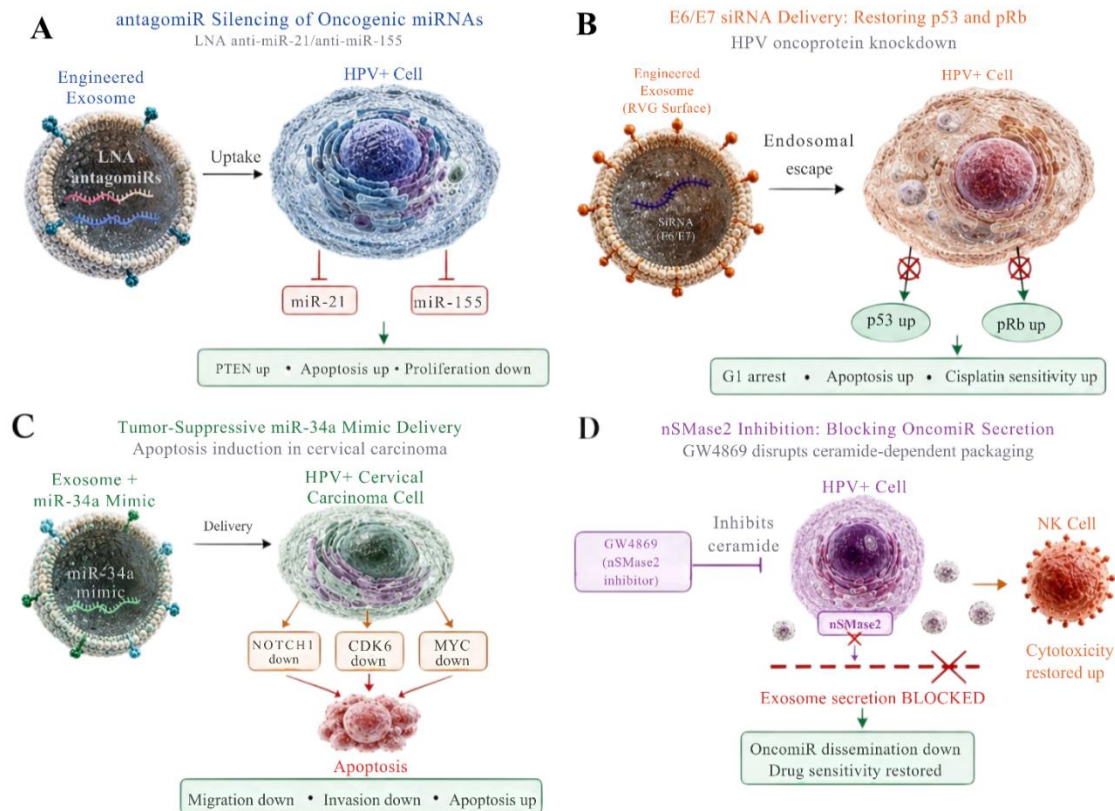 A
antagomiR Silencing of Oncogenic miRNAs
LNA anti-miR-21/anti-miR-155
Engineered
Exosome
HPV+ Cell
LNA
antagomiRs
Uptake
miR-21
miR-155
PTEN up • Apoptosis up • Proliferation down
B
E6/E7 siRNA Delivery: Restoring p53 and pRb
HPV oncoprotein knockdown
Engineered
Exosome
(RVG Surface)
HPV+ Cell
Endosomal
escape
SiRNA
(E6/E7)
p53 up
pRb up
G1 arrest • Apoptosis up • Cisplatin sensitivity up
C
Tumor-Suppressive miR-34a Mimic Delivery
Apoptosis induction in cervical carcinoma
Exosome +
miR-34a Mimic
HPV+ Cervical
Carcinoma Cell
Delivery
miR-34a
mimic
NOTCH1
down
CDK6
down
MYC
down
Apoptosis
Migration down • Invasion down • Apoptosis up
D
nSMase2 Inhibition: Blocking OncomiR Secretion
GW4869 disrupts ceramide-dependent packaging
HPV+ Cell
GW4869
(nSMase2
inhibitor)
Inhibits
ceramide
NK Cell
nSMase2
Cytotoxicity
restored up
Exosome secretion BLOCKED
OncomiR dissemination down
Drug sensitivity restored